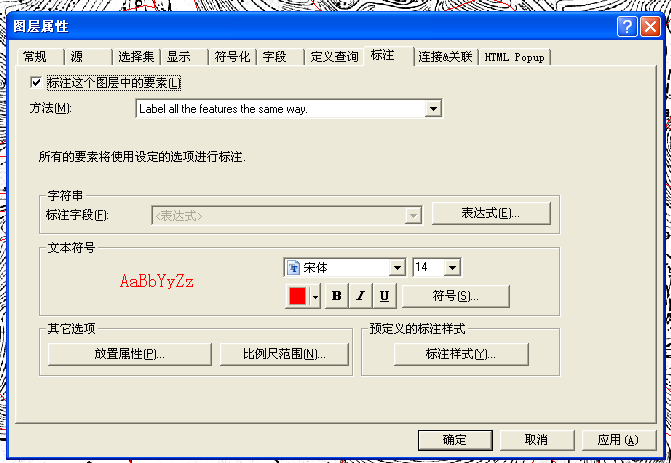 图层属性
常规 源 选择集 显示 符号化 字段 定义查询 标注 连接&关联 HTML Popup
标注这个图层中的要素(L)
方法(M): Label all the features the same way.
所有的要素将使用设定的选项进行标注.
字符串
标注字段(F): <表达式> 表达式(E)...
文本符号
AaBbYyZz 宋体 14
B I U 符号(S)...
其它选项 预定义的标注样式
放置属性(P)... 比例尺范围(N)... 标注样式(Y)...
确定 取消 应用(A)